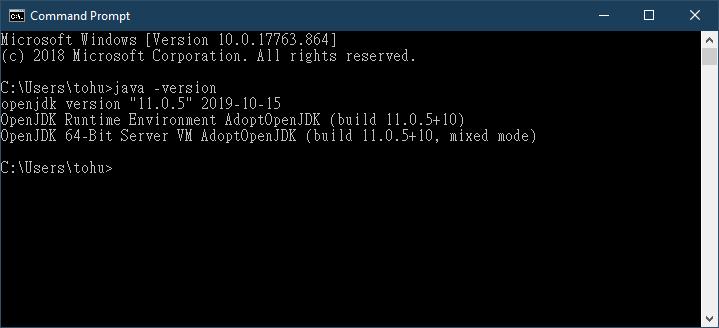 Command Prompt
Microsoft Windows [Version 10.0.17763.864]
(c) 2018 Microsoft Corporation. All rights reserved.
C:\Users\tohu>java -version
openjdk version "11.0.5" 2019-10-15
OpenJDK Runtime Environment AdoptOpenJDK (build 11.0.5+10)
OpenJDK 64-Bit Server VM AdoptOpenJDK (build 11.0.5+10, mixed mode)
C:\Users\tohu>